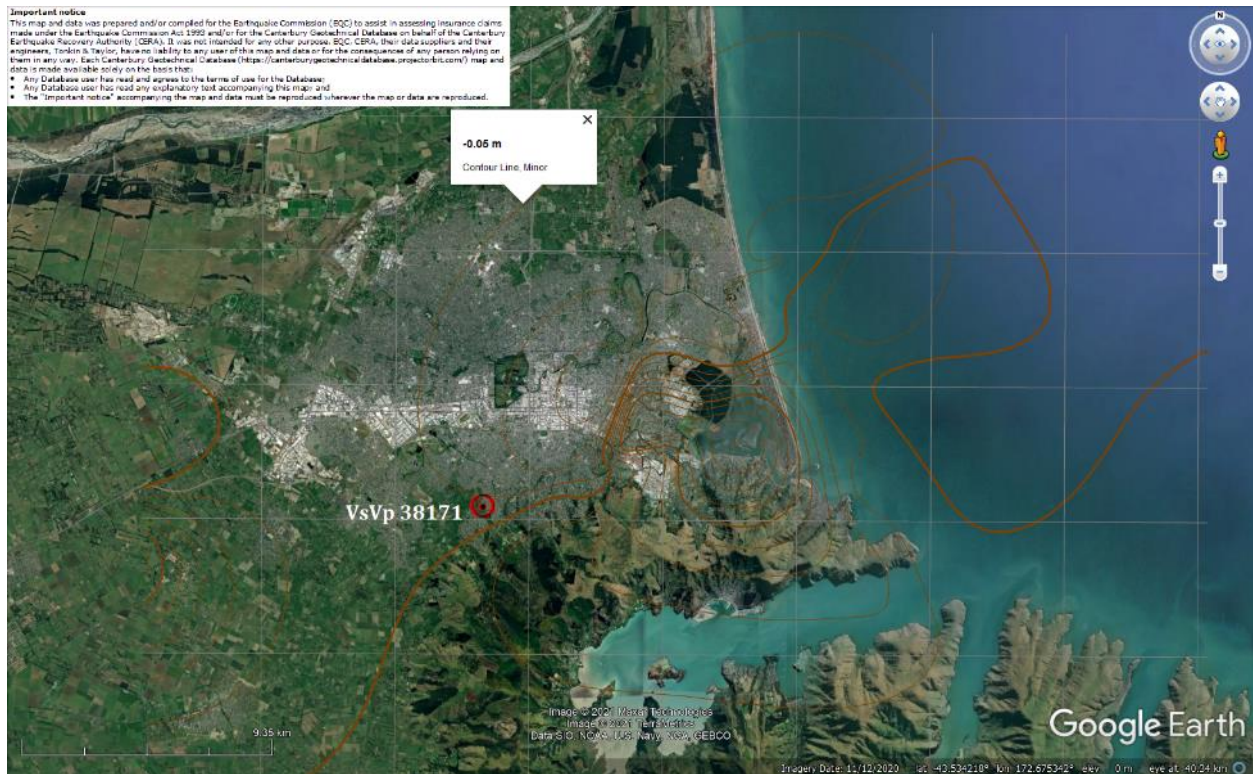 Important notice
This map and data was prepared and/or compiled for the Earthquake Commission (EQC) to assist in assessing insurance claims
made under the Earthquake Commission Act 1993 and/or for the Canterbury Geotechnical Database on behalf of the Canterbury
Earthquake Recovery Authority (CERA). It was not intended for any other purpose. EQC, CERA, their data suppliers and their
engineers, Tonkin & Taylor, have no liability to any user of this map and data or for the consequences of any person relying on
them in any way. Each Canterbury Geotechnical Database (https://canterburygeotechnicaldatabase.projectorbit.com/) map and
data is made available solely on the basis that:
• Any Database user has read and agrees to the terms of use for the Database;
• Any Database user has read any explanatory text accompanying this map; and
• The "Important notice" accompanying the map and data must be reproduced wherever the map or data are reproduced.
N
-0.05 m
Contour Line, Minor
VsVp 38171
9.35 km
Image © 2021 Maxar Technologies
Image © 2021 TerraMetrics
Data SIO, NOAA, U.S. Navy, NGA, GEBCO
Google Earth
Imagery Date: 11/12/2020 lat -43.534218° lon 172.675342° elev 0 m eye alt 40.34 km